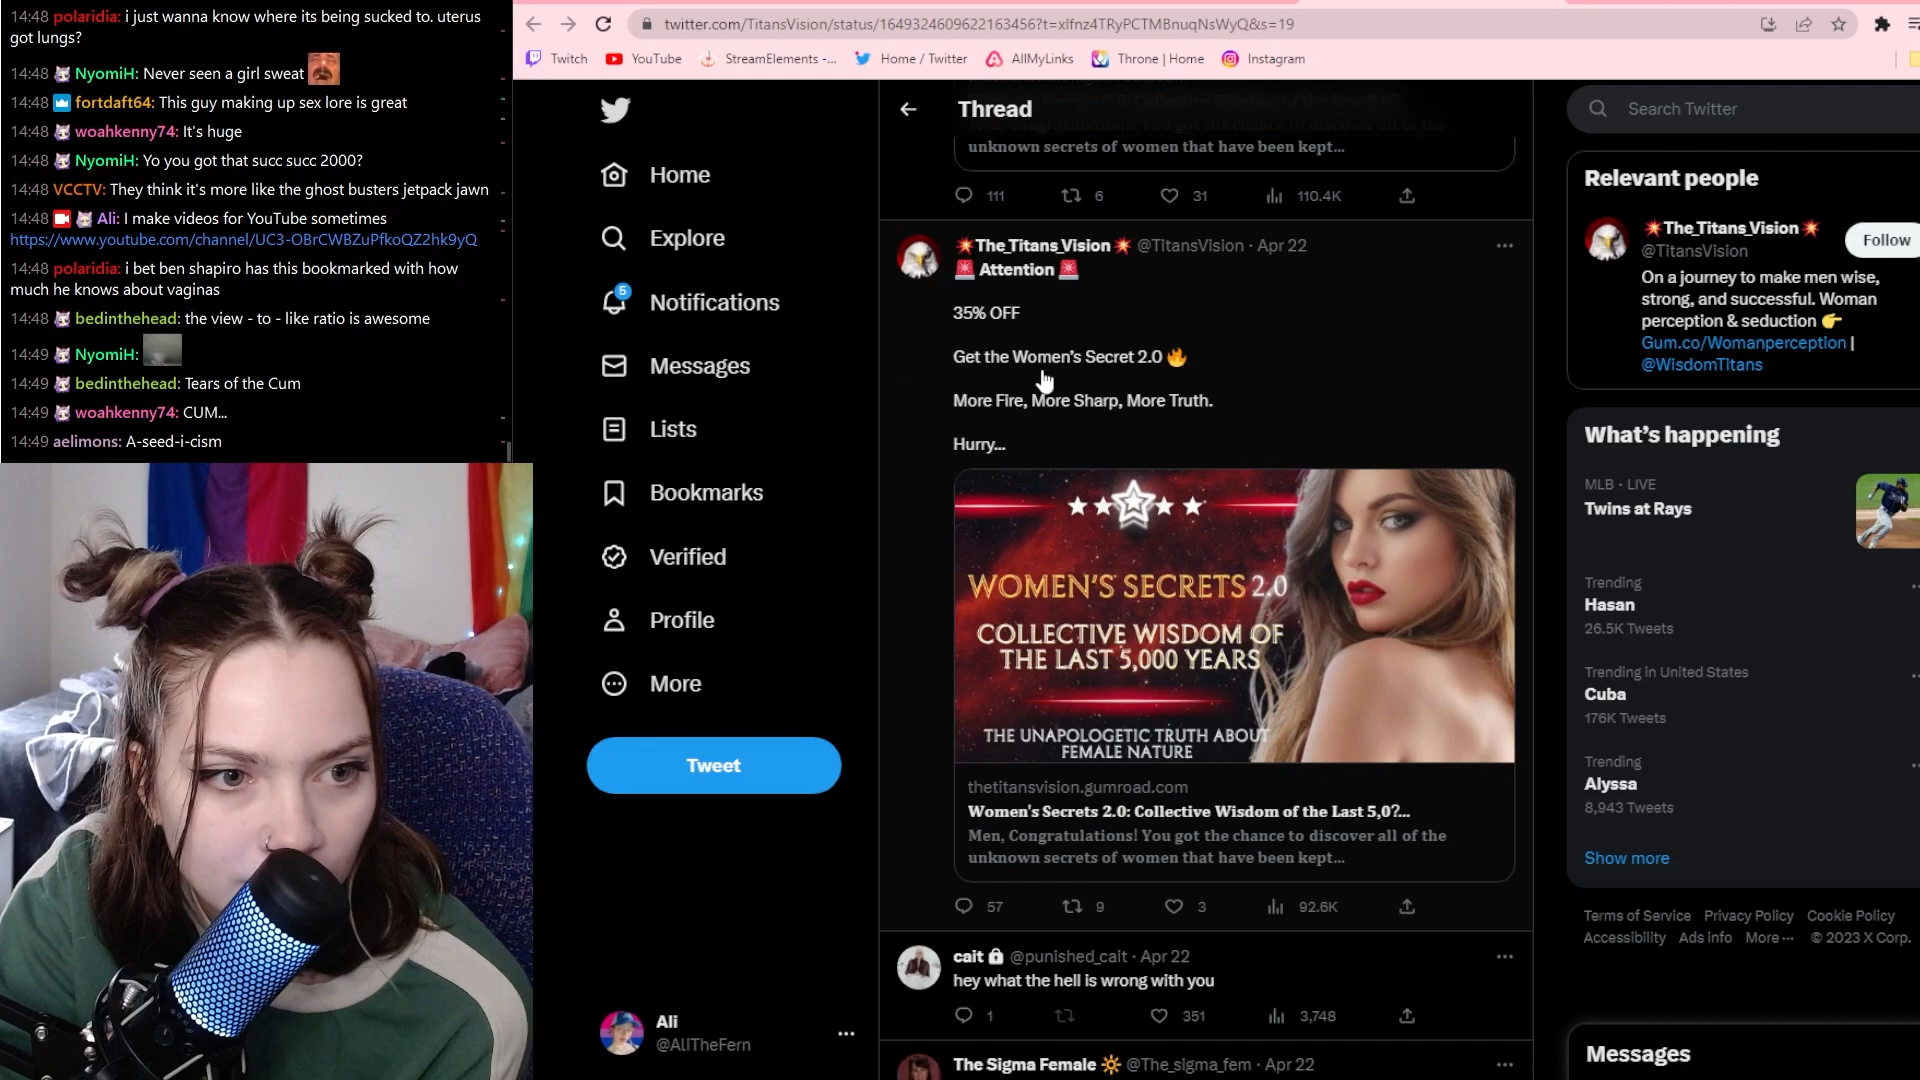 14:48 polaridia: i just wanna know where its being sucked to. uterus
got lungs?
14:48 NyomiH: Never seen a girl sweat
14:48 fortdaft64: This guy making up sex lore is great
14:48 woahkenny74: It's huge
14:48 NyomiH: Yo you got that succ succ 2000?
14:48 VCCTV: They think it's more like the ghost busters jetpack jawn
14:48 Ali: I make videos for YouTube sometimes
https://www.youtube.com/channel/UC3-OBrCWBZuPfkoQZ2hk9yQ
14:48 polaridia: i bet ben shapiro has this bookmarked with how
much he knows about vaginas
14:48 bedinthehead: the view - to - like ratio is awesome
14:49 NyomiH:
14:49 bedinthehead: Tears of the Cum
14:49 woahkenny74: CUM...
14:49 aelimons: A-seed-i-cism
twitter.com/TitansVision/status/1649324609622163456?t=xIfnz4TRyPCTMBnuqNsWyQ&s=19
Twitch YouTube StreamElements -... Home / Twitter AllMyLinks Throne | Home Instagram
Home
Explore
5
Notifications
Messages
Lists
Bookmarks
Verified
Profile
More
Tweet
Ali
@AliTheFern
Thread
unknown secrets of women that have been kept...
111 6 31 110.4K
The_Titans_Vision @TItansVision · Apr 22
Attention
35% OFF
Get the Women's Secret 2.0
More Fire, More Sharp, More Truth.
Hurry...
WOMEN'S SECRETS 2.0
COLLECTIVE WISDOM OF
THE LAST 5,000 YEARS
THE UNAPOLOGETIC TRUTH ABOUT
FEMALE NATURE
thetitansvision.gumroad.com
Women's Secrets 2.0: Collective Wisdom of the Last 5,0?...
Men, Congratulations! You got the chance to discover all of the
unknown secrets of women that have been kept...
57 9 3 92.6K
cait @punished_cait · Apr 22
hey what the hell is wrong with you
1 351 3,748
The Sigma Female @The_sigma_fem · Apr 22
Search Twitter
Relevant people
The_Titans_Vision
@TitansVision
Follow
On a journey to make men wise,
strong, and successful. Woman
perception & seduction
Gum.co/Womanperception |
@WisdomTItans
What's happening
MLB · LIVE
Twins at Rays
Trending
Hasan
26.5K Tweets
Trending in United States
Cuba
176K Tweets
Trending
Alyssa
8,943 Tweets
Show more
Terms of Service Privacy Policy Cookie Policy
Accessibility Ads info More ··· © 2023 X Corp.
Messages